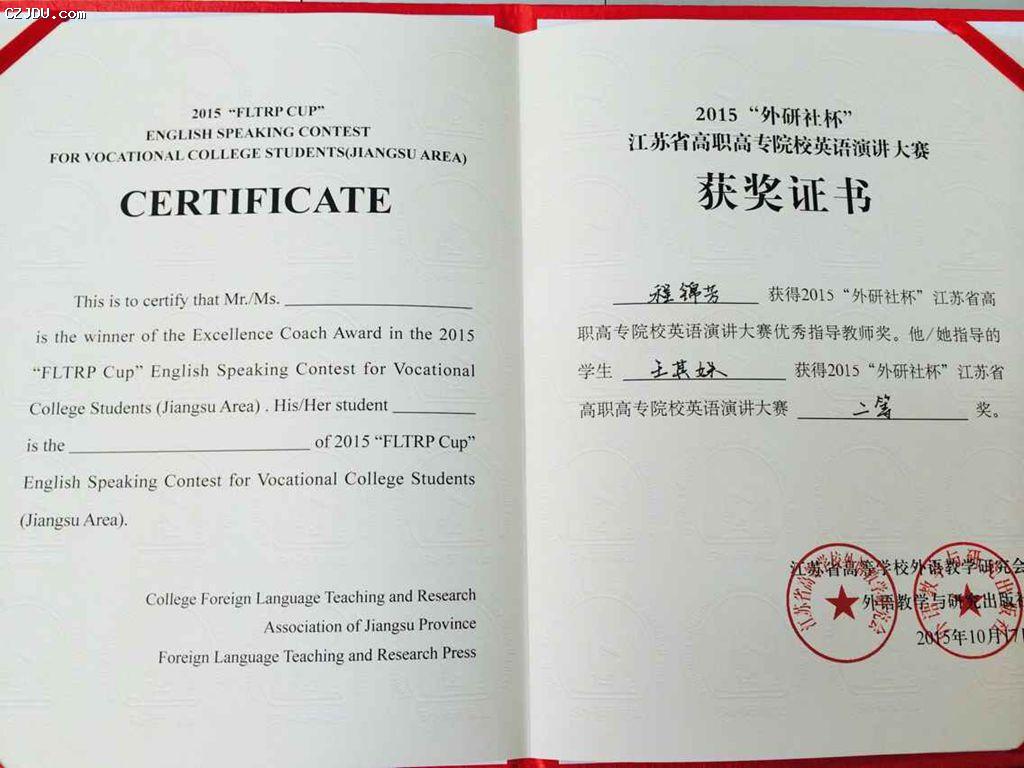 CZJDU.com
2015 “FLTRP CUP”
ENGLISH SPEAKING CONTEST
FOR VOCATIONAL COLLEGE STUDENTS(JIANGSU AREA)
CERTIFICATE
This is to certify that Mr./Ms.
is the winner of the Excellence Coach Award in the 2015
“FLTRP Cup” English Speaking Contest for Vocational
College Students (Jiangsu Area) . His/Her student
is the of 2015 “FLTRP Cup”
English Speaking Contest for Vocational College Students
(Jiangsu Area).
College Foreign Language Teaching and Research
Association of Jiangsu Province
Foreign Language Teaching and Research Press
2015 “外研社杯”
江苏省高职高专院校英语演讲大赛
获奖证书
程锦芳 获得2015 “外研社杯” 江苏省高
职高专院校英语演讲大赛优秀指导教师奖。他/她指导的
学生 王其姝 获得2015 “外研社杯” 江苏省
高职高专院校英语演讲大赛 二等 奖。
江苏省高等学校外语教学研究会
外语教学与研究出版社
2015年10月17日